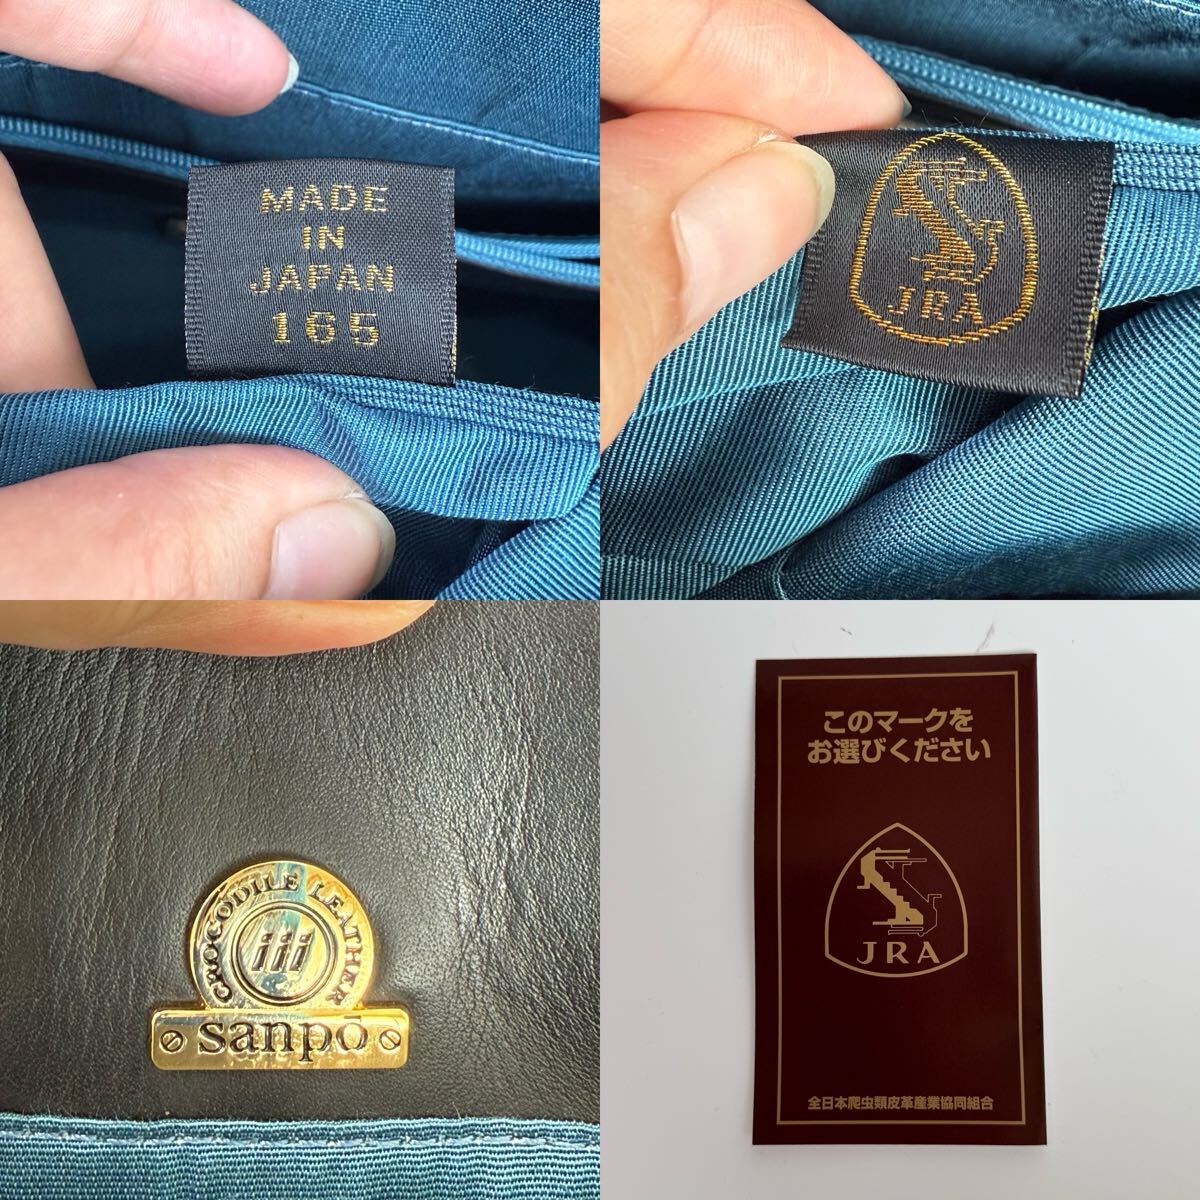 MADE
IN
JAPAN
165
JRA
CROCODILE LEATHER
iii
sanpō
このマークを
お選びください
JRA
全日本爬虫類皮革産業協同組合